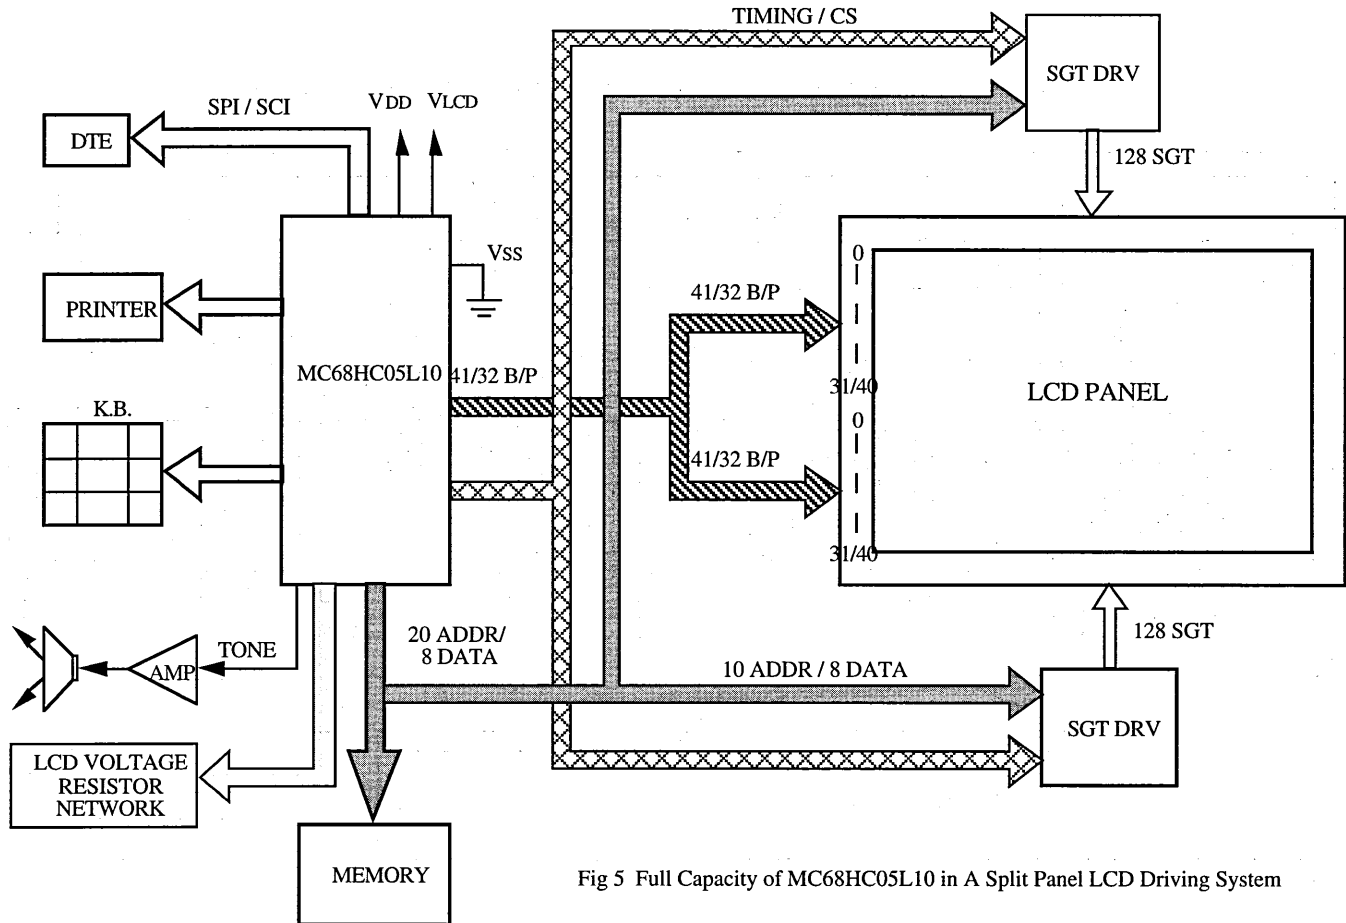 TIMING / CS
SGT DRV
SPI / SCI
VDD
VLCD
DTE
128 SGT
VSS
0
PRINTER
41/32 B/P
MC68HC05L10
41/32 B/P
31/40
LCD PANEL
K.B.
0
41/32 B/P
31/40
20 ADDR/
8 DATA
TONE
AMP
128 SGT
10 ADDR / 8 DATA
SGT DRV
LCD VOLTAGE
RESISTOR
NETWORK
MEMORY
Fig 5 Full Capacity of MC68HC05L10 in A Split Panel LCD Driving System